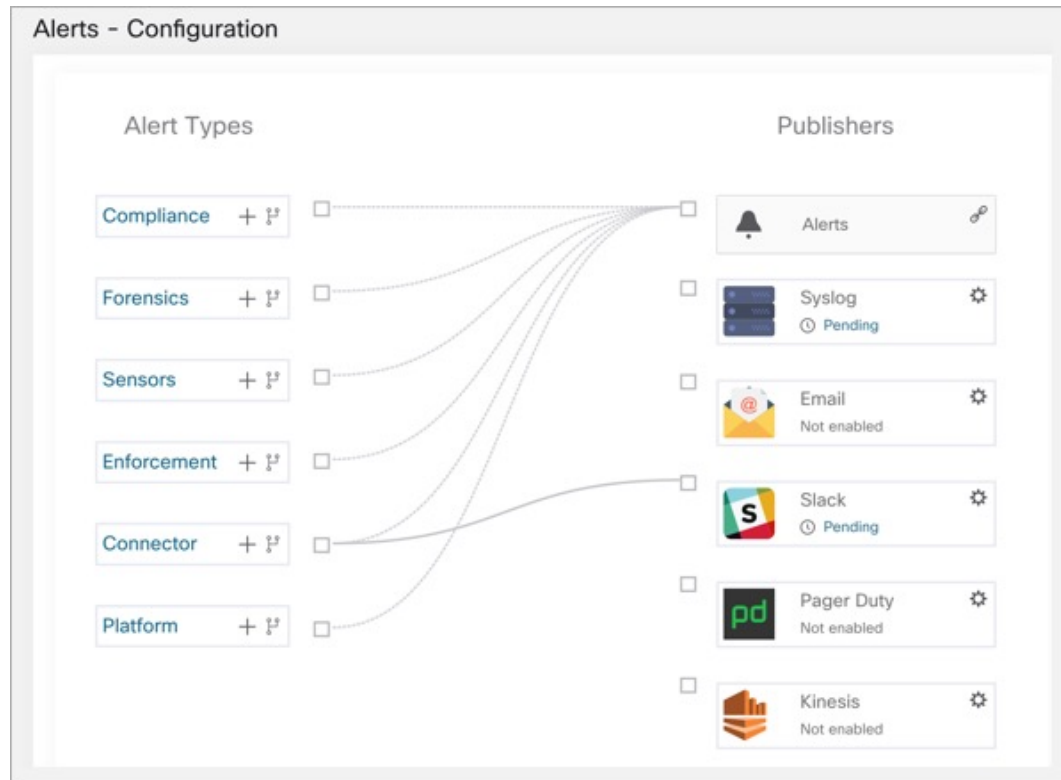 Alerts - Configuration
Alert Types
Publishers
Compliance
Forensics
Sensors
Enforcement
Connector
Platform
Alerts
Syslog
Pending
@
Email
Not enabled
S
Slack
Pending
pd
Pager Duty
Not enabled
Kinesis
Not enabled